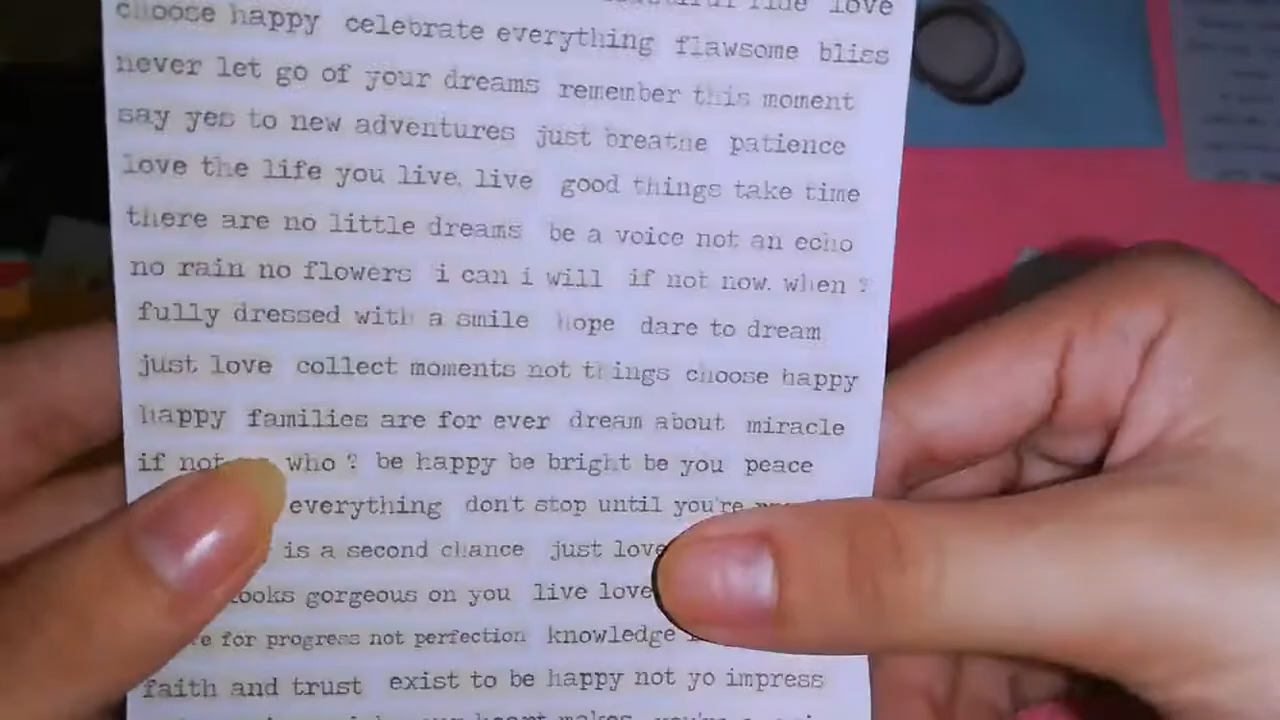 love
choose happy celebrate everything flawsome bliss
never let go of your dreams remember this moment
say yes to new adventures just breathe patience
love the life you live. live good things take time
there are no little dreams be a voice not an echo
no rain no flowers i can i will if not now. when ?
fully dressed with a smile hope dare to dream
just love collect moments not things choose happy
happy families are for ever dream about miracle
if not who ? be happy be bright be you peace
everything don't stop until you're
is a second chance just love
looks gorgeous on you live love
for progress not perfection knowledge
faith and trust exist to be happy not yo impress